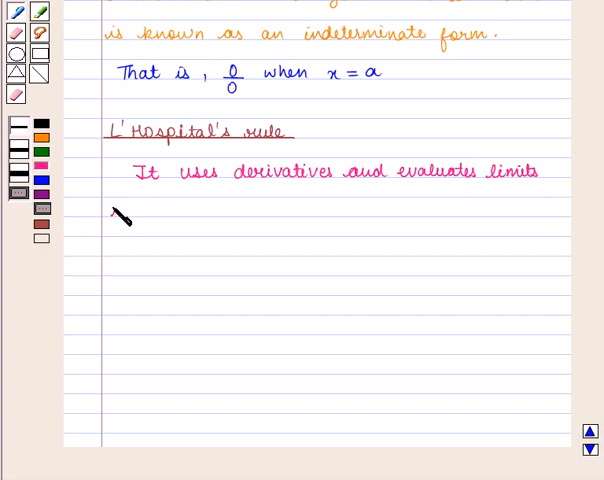 is known as an indeterminate form.
That is, 0/0 when x = a
L'Hospital's rule
It uses derivatives and evaluates limits